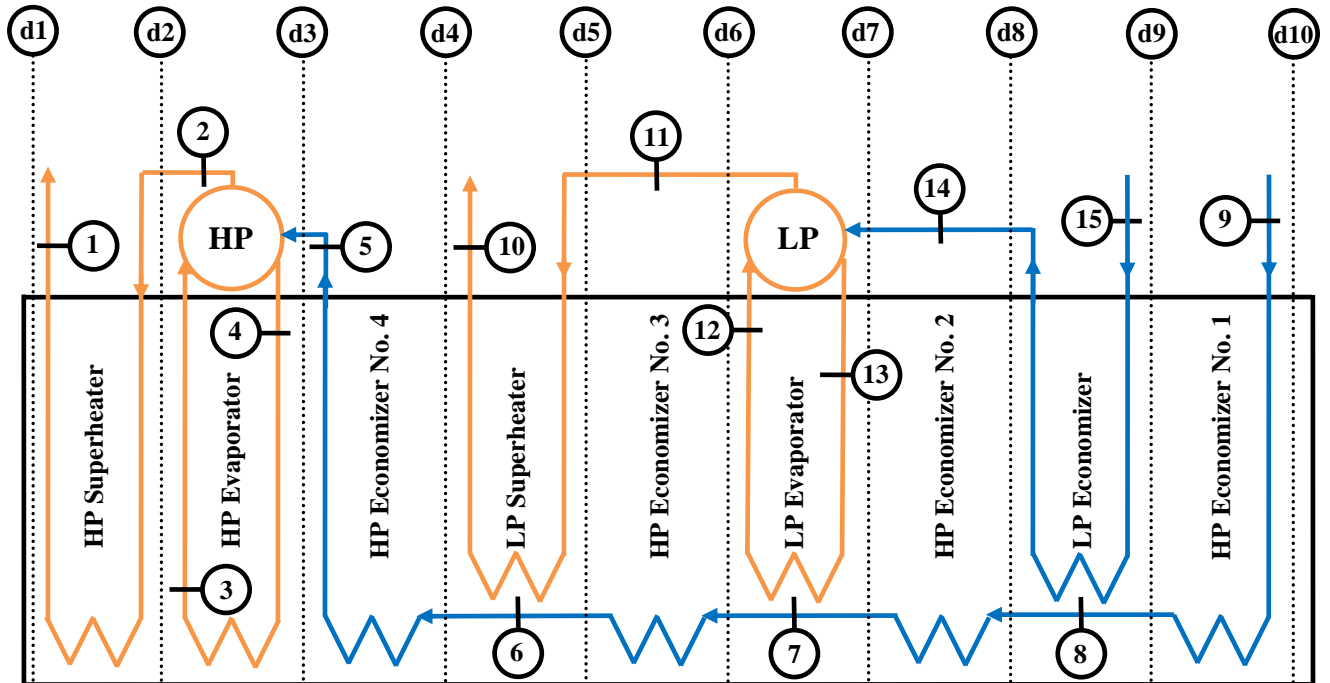 d1
d2
d3
d4
d5
d6
d7
d8
d9
d10
2
11
14
1
HP
5
10
LP
15
9
4
12
13
3
HP Superheater
HP Evaporator
HP Economizer No. 4
LP Superheater
HP Economizer No. 3
LP Evaporator
HP Economizer No. 2
LP Economizer
HP Economizer No. 1
6
7
8